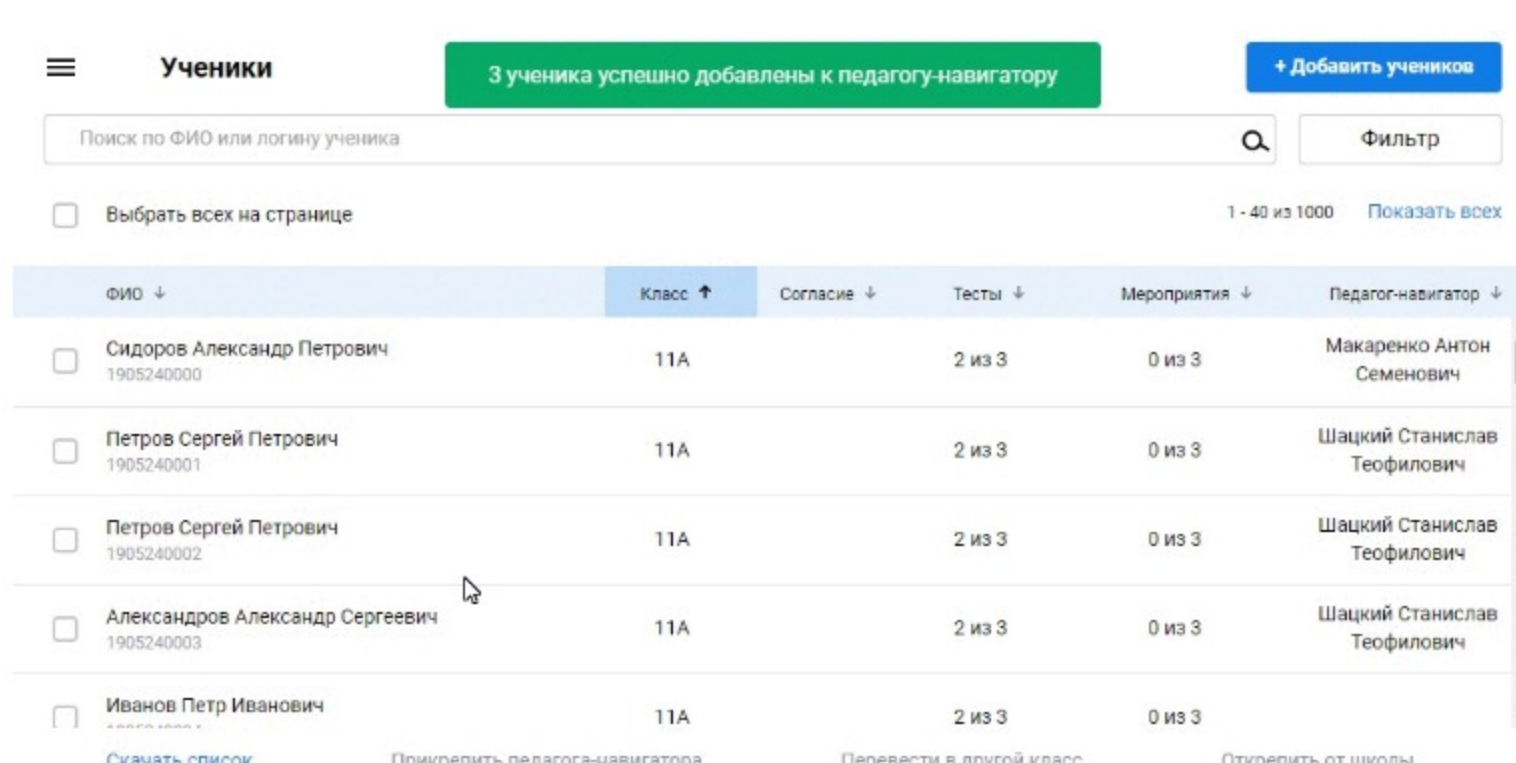 Ученики
3 ученика успешно добавлены к педагогу-навигатору
+ Добавить учеников
Поиск по ФИО или логину ученика
Фильтр
Выбрать всех на странице
1 - 40 из 1000 Показать всех
ФИО ↓ Класс ↑ Согласие ↓ Тесты ↓ Мероприятия ↓ Педагог-навигатор ↓
Сидоров Александр Петрович
1905240000
11А 2 из 3 0 из 3
Макаренко Антон
Семенович
Петров Сергей Петрович
1905240001
11А 2 из 3 0 из 3
Шацкий Станислав
Теофилович
Петров Сергей Петрович
1905240002
11А 2 из 3 0 из 3
Шацкий Станислав
Теофилович
Александров Александр Сергеевич
1905240003
11А 2 из 3 0 из 3
Шацкий Станислав
Теофилович
Иванов Петр Иванович
11А 2 из 3 0 из 3
Скачать список Прикрепить педагога-навигатора Перевести в другой класс Открепить от школы